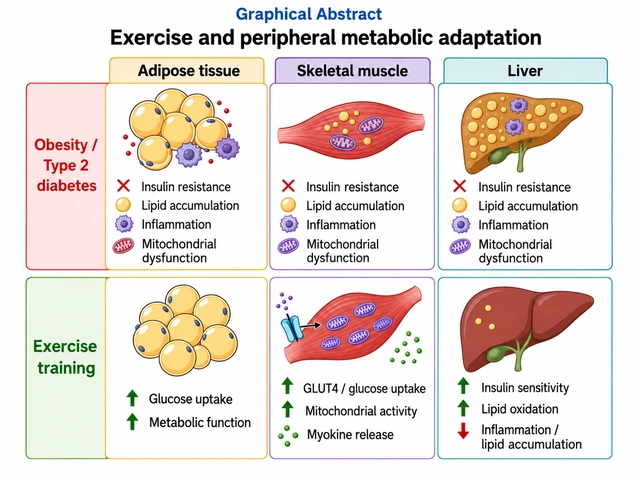 Graphical Abstract
Exercise and peripheral metabolic adaptation
Adipose tissue
Skeletal muscle
Liver
Obesity /
Type 2
diabetes
Insulin resistance
Lipid accumulation
Inflammation
Mitochondrial
dysfunction
Insulin resistance
Lipid accumulation
Inflammation
Mitochondrial
dysfunction
Insulin resistance
Lipid accumulation
Inflammation
Mitochondrial
dysfunction
Exercise
training
Glucose uptake
Metabolic function
GLUT4 / glucose uptake
Mitochondrial activity
Myokine release
Insulin sensitivity
Lipid oxidation
Inflammation /
lipid accumulation